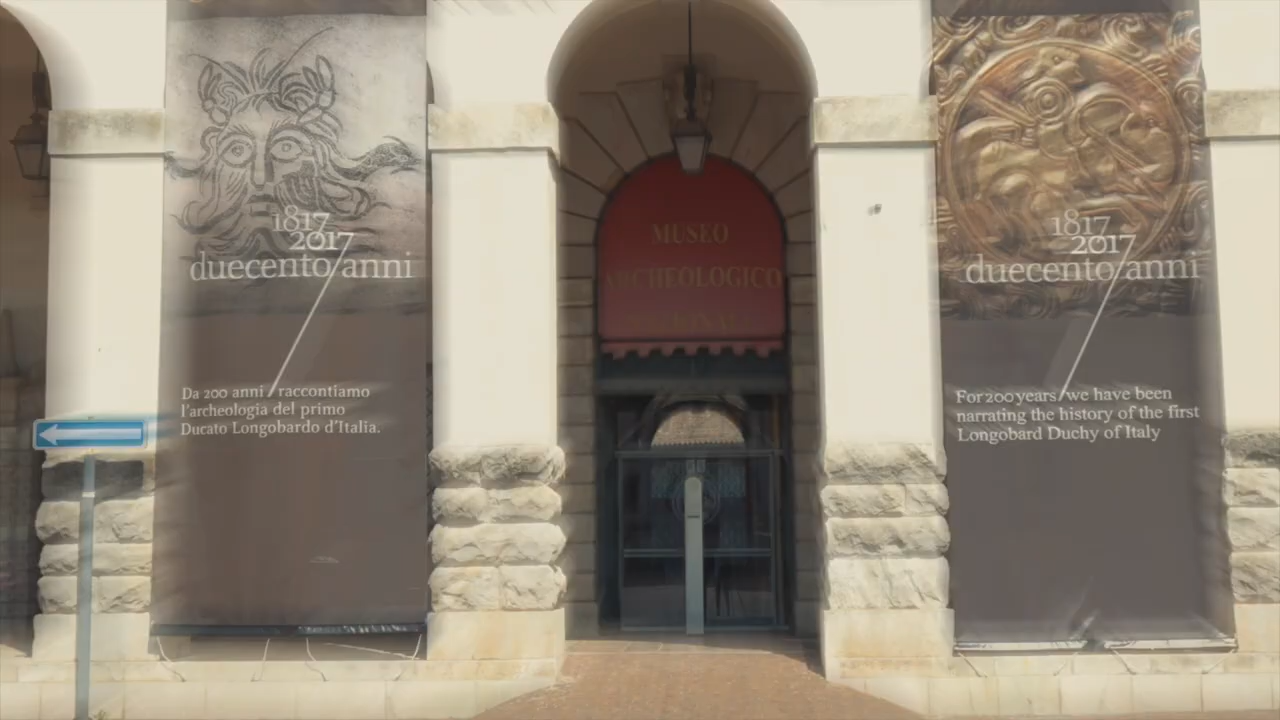 1817
2017
duecento/anni
Da 200 anni raccontiamo
l'archeologia del primo
Ducato Longobardo d'Italia.
MUSEO
ARCHEOLOGICO
1817
2017
duecento/anni
For 200 years we have been
narrating the history of the first
Longobard Duchy of Italy